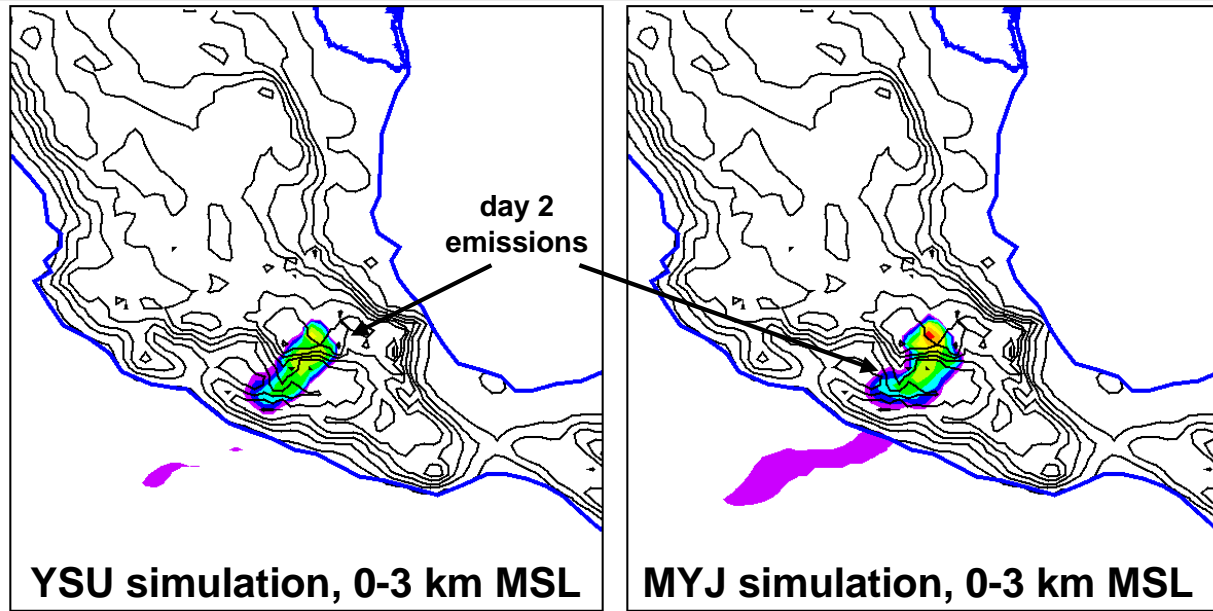 day 2
emissions
YSU simulation, 0-3 km MSL
MYJ simulation, 0-3 km MSL